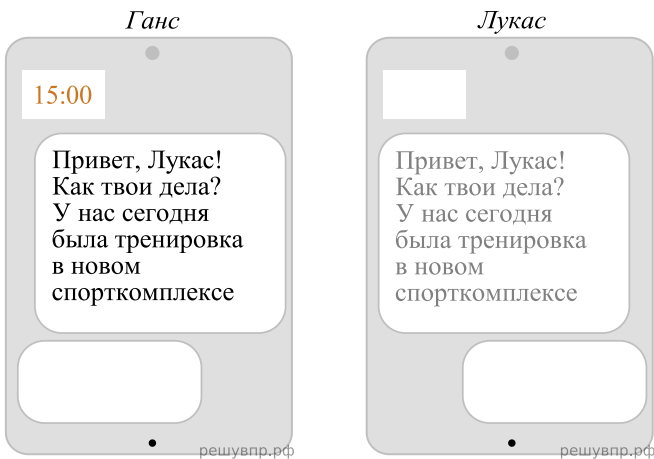 Ганс
15:00
Привет, Лукас!
Как твои дела?
У нас сегодня
была тренировка
в новом
спорткомплексе
решувпр.рф
Лукас
Привет, Лукас!
Как твои дела?
У нас сегодня
была тренировка
в новом
спорткомплексе
решувпр.рф